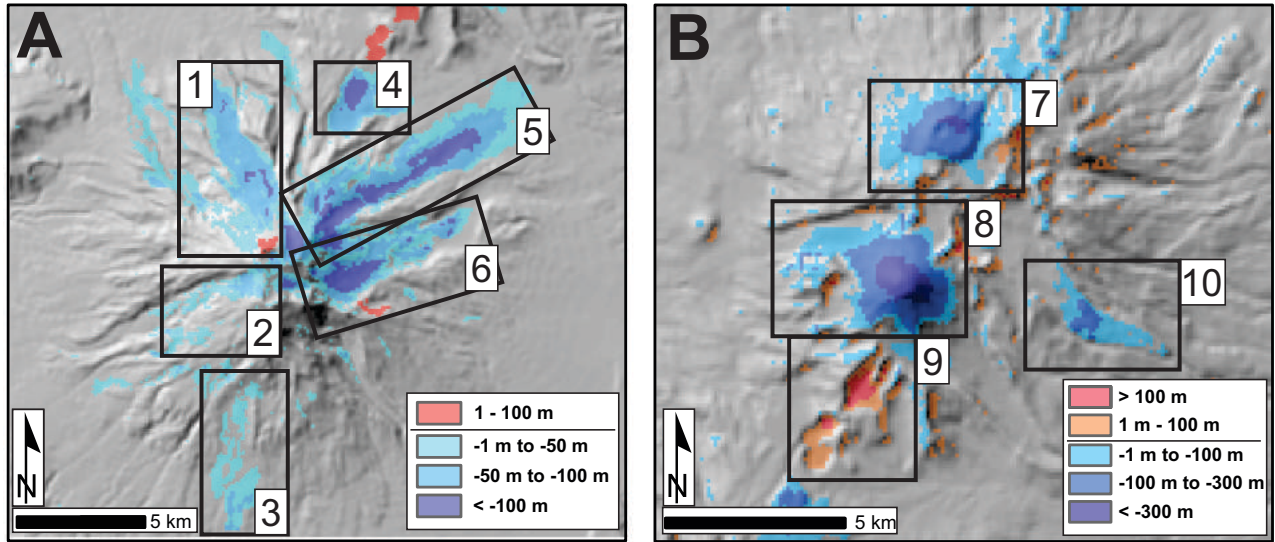 A
1
4
5
6
2
3
1 - 100 m
-1 m to -50 m
-50 m to -100 m
< -100 m
N
5 km
B
7
8
10
9
> 100 m
1 m - 100 m
-1 m to -100 m
-100 m to -300 m
< -300 m
N
5 km